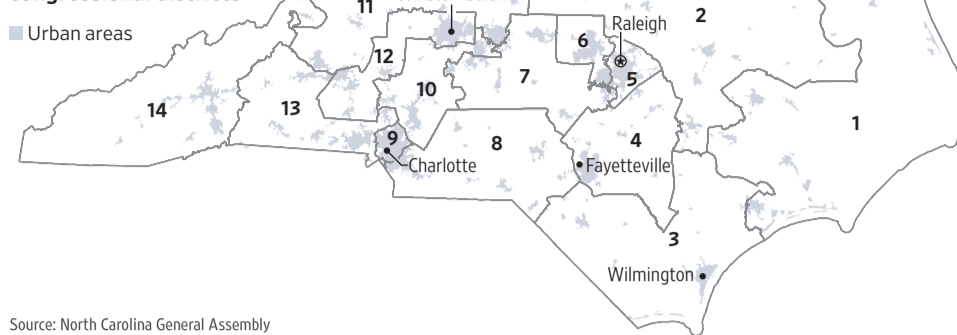 Urban areas
11
2
Raleigh
6
12
5
7
10
14
13
1
9
8
4
Charlotte
Fayetteville
3
Wilmington
Source: North Carolina General Assembly